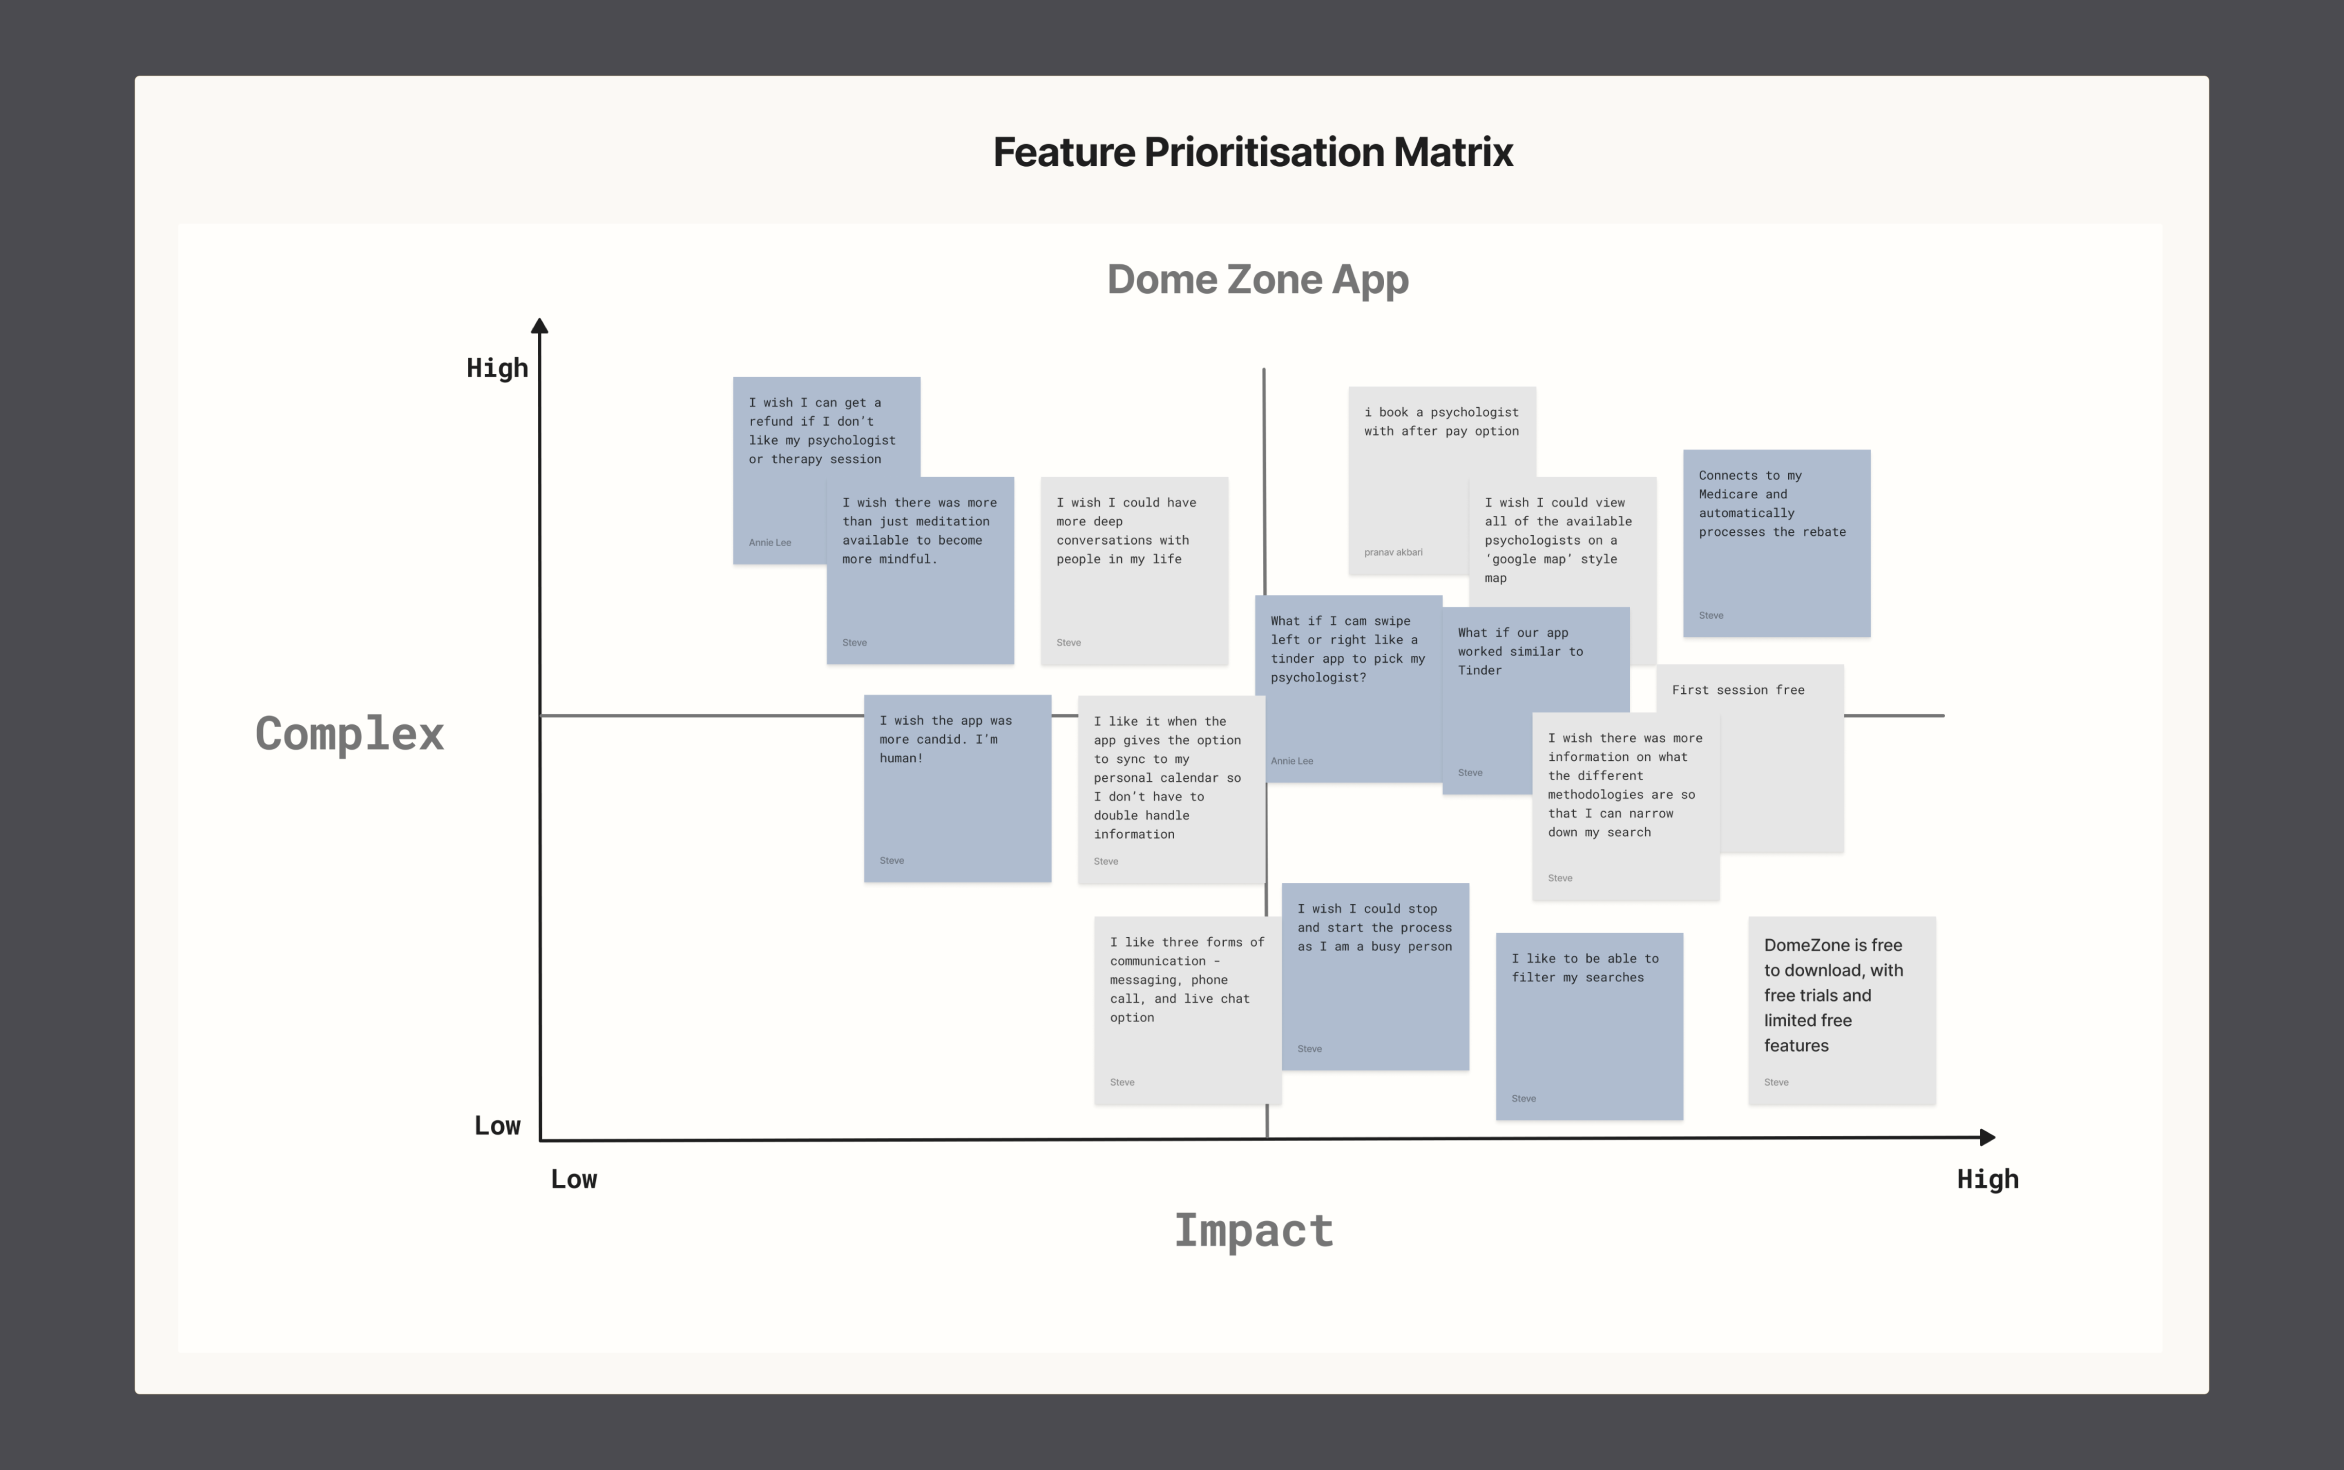 Feature Prioritisation Matrix
Dome Zone App
High
Complex
Low
Low
High
Impact
I wish I can get a
refund if I don't
like my psychologist
or therapy session
Annie Lee
I wish there was more
than just meditation
available to become
more mindful.
Steve
I wish I could have
more deep
conversations with
people in my life
Steve
i book a psychologist
with after pay option
pranav akbari
I wish I could view
all of the available
psychologists on a
‘google map’ style
map
Connects to my
Medicare and
automatically
processes the rebate
Steve
What if I cam swipe
left or right like a
tinder app to pick my
psychologist?
Annie Lee
What if our app
worked similar to
Tinder
Steve
First session free
I wish the app was
more candid. I’m
human!
Steve
I like it when the
app gives the option
to sync to my
personal calendar so
I don’t have to
double handle
information
Steve
I wish there was more
information on what
the different
methodologies are so
that I can narrow
down my search
Steve
I like three forms of
communication -
messaging, phone
call, and live chat
option
Steve
I wish I could stop
and start the process
as I am a busy person
Steve
I like to be able to
filter my searches
Steve
DomeZone is free
to download, with
free trials and
limited free
features
Steve